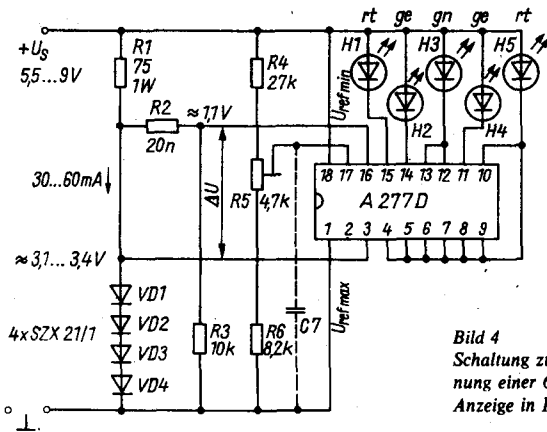 rt ge gn ge rt
H1 H3 H5
H2 H4
+U_S
5,5...9V
R1
75
1W
R2
20n
≈1,1V
R4
27k
U_ref min
30...60mA
ΔU
R5 4,7k
18 17 16 15 14 13 12 11 10
A 277 D
1 2 3 4 5 6 7 8 9
≈3,1...3,4V
VD1
VD2
VD3
VD4
4xSZX 21/1
R3
10k
R6
8,2k
C7
U_ref max
Bild 4
Schaltung zu
nung einer
Anzeige in